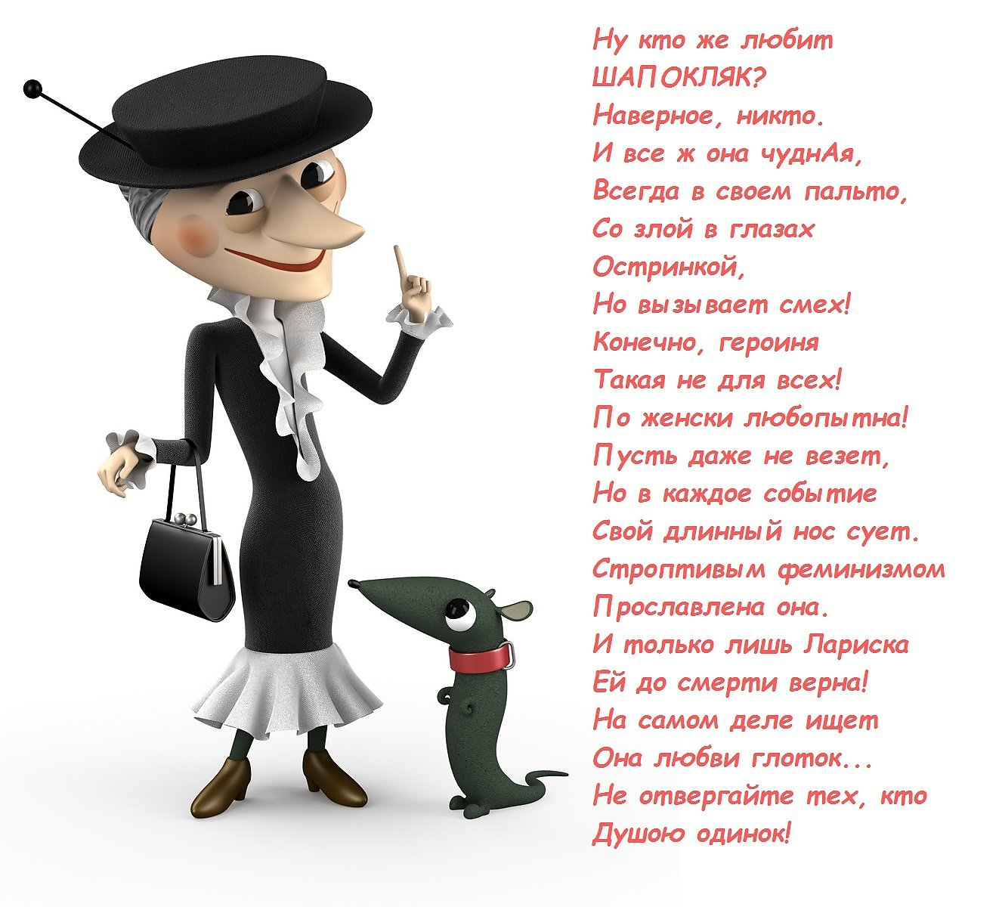 Ну кто же любит
ШАПОКЛЯК?
Наверное, никто.
И все ж она чуднАя,
Всегда в своем пальто,
Со злой в глазах
Остринкой,
Но вызывает смех!
Конечно, героиня
Такая не для всех!
По женски любопытна!
Пусть даже не везет,
Но в каждое событие
Свой длинный нос сует.
Строптивым феминизмом
Прославлена она.
И только лишь Лариска
Ей до смерти верна!
На самом деле ищет
Она любви глоток...
Не отвергайте тех, кто
Душою одинок!